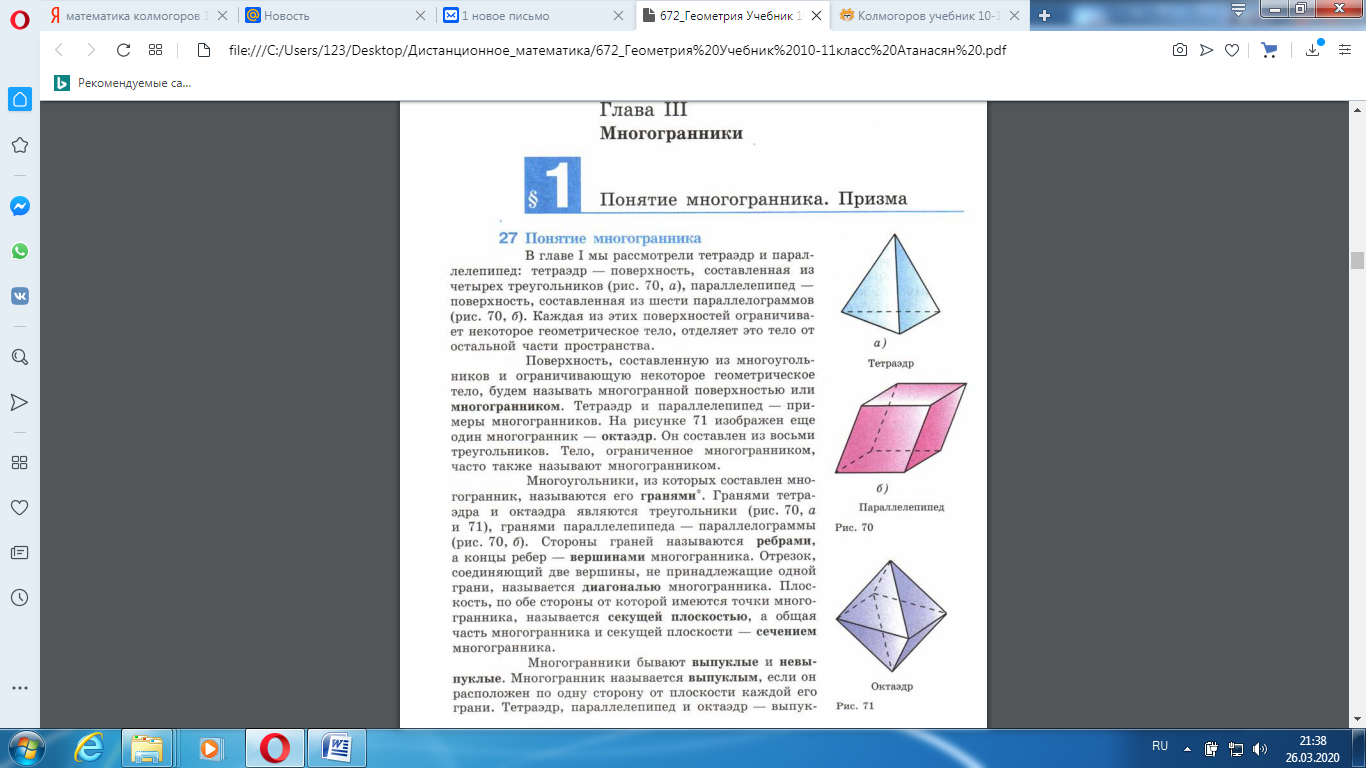 математика колмогоров 1
Новость
1 новое письмо
672_Геометрия Учебник 1
Колмогоров учебник 10-1
file:///C:/Users/123/Desktop/Дистанционное_математика/672_Геометрия%20Учебник%2010-11класс%20Атанасян%20.pdf
Рекомендуемые са...
Глава III
Многогранники
§ 1
Понятие многогранника. Призма
27 Понятие многогранника
В главе I мы рассмотрели тетраэдр и парал-
лелепипед: тетраэдр — поверхность, составленная из
четырех треугольников (рис. 70, а), параллелепипед —
поверхность, составленная из шести параллелограммов
(рис. 70, б). Каждая из этих поверхностей ограничива-
ет некоторое геометрическое тело, отделяет это тело от
остальной части пространства.
Поверхность, составленную из многоуголь-
ников и ограничивающую некоторое геометрическое
тело, будем называть многогранной поверхностью или
многогранником. Тетраэдр и параллелепипед — при-
меры многогранников. На рисунке 71 изображен еще
один многогранник — октаэдр. Он составлен из восьми
треугольников. Тело, ограниченное многогранником,
часто также называют многогранником.
Многоугольники, из которых составлен мно-
гогранник, называются его гранями*. Гранями тетра-
эдра и октаэдра являются треугольники (рис. 70, а
и 71), гранями параллелепипеда — параллелограммы
(рис. 70, б). Стороны граней называются ребрами,
а концы ребер — вершинами многогранника. Отрезок,
соединяющий две вершины, не принадлежащие одной
грани, называется диагональю многогранника. Плос-
кость, по обе стороны от которой имеются точки много-
гранника, называется секущей плоскостью, а общая
часть многогранника и секущей плоскости — сечением
многогранника.
Многогранники бывают выпуклые и невы-
пуклые. Многогранник называется выпуклым, если он
расположен по одну сторону от плоскости каждой его
грани. Тетраэдр, параллелепипед и октаэдр — выпук-
а)
Тетраэдр
б)
Параллелепипед
Рис. 70
Октаэдр
Рис. 71
RU
21:38
26.03.2020